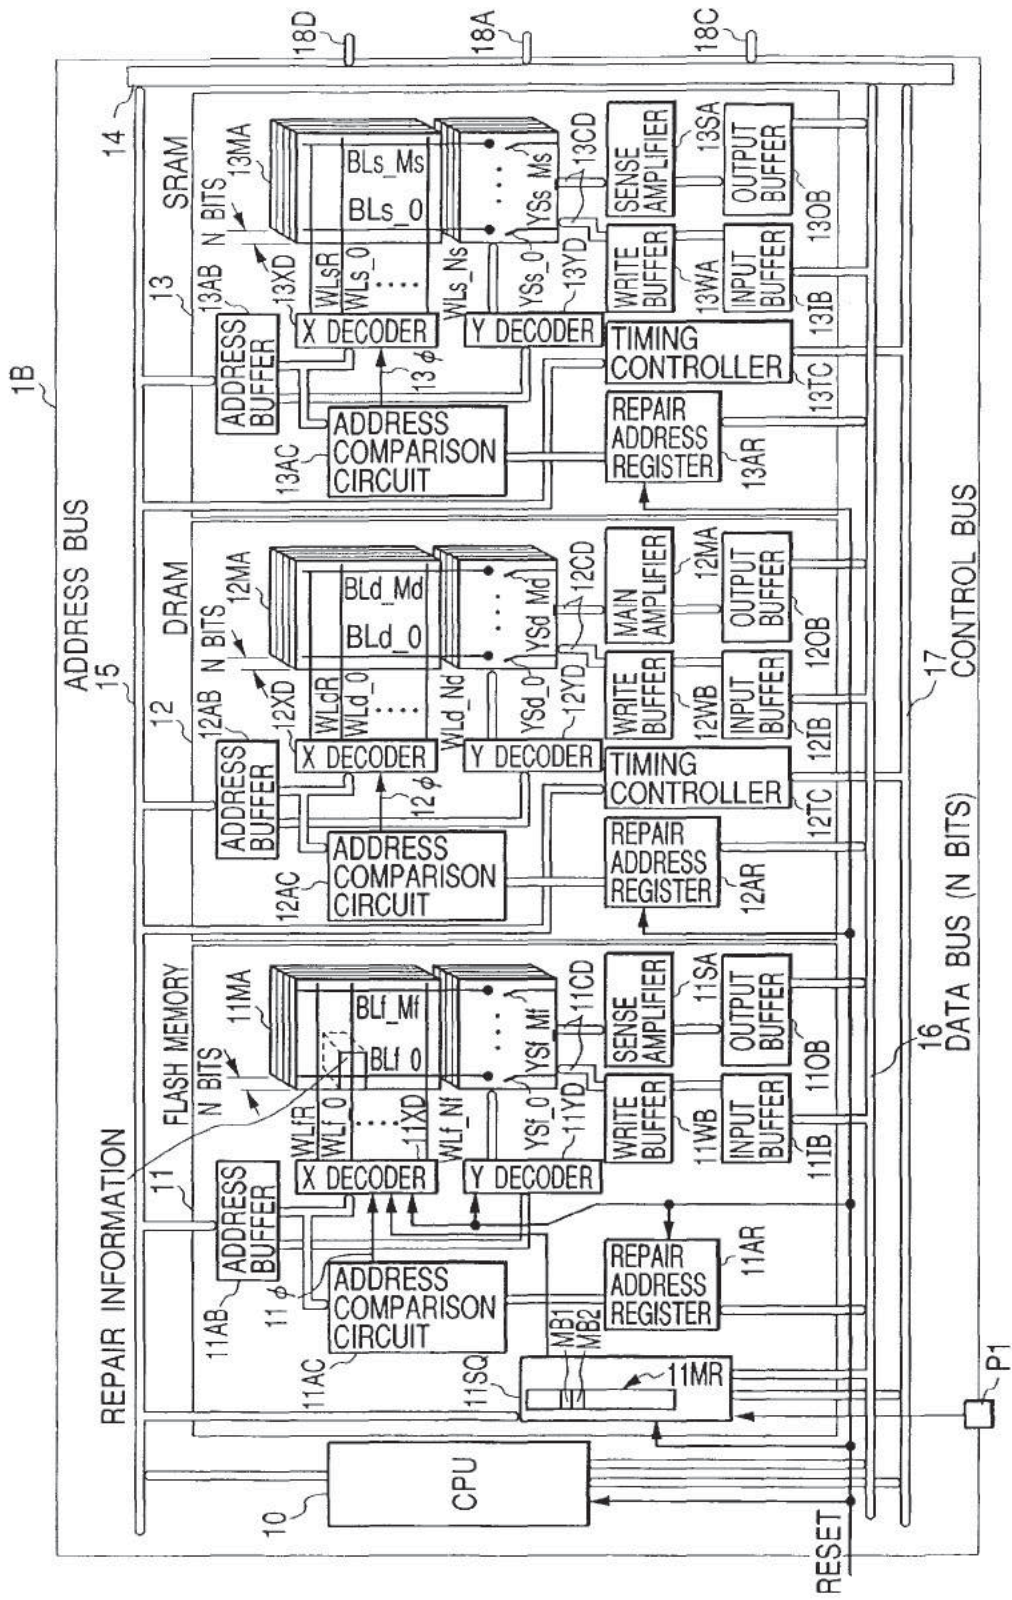 1B
ADDRESS BUS
15
14
18D
18A
18C
REPAIR INFORMATION
11
FLASH MEMORY
N BITS
11MA
11AB
ADDRESS
BUFFER
WLfR
WLf_0
X DECODER
11XD
WLf_Nf
BLf_Mf
BLf_0
11φ
11AC
ADDRESS
COMPARISON
CIRCUIT
Y DECODER
11YD
YSf_0
YSf_Mf
11CD
11SQ
MB1
MB2
11MR
REPAIR
ADDRESS
REGISTER
11AR
WRITE
BUFFER
11WB
SENSE
AMPLIFIER
11SA
INPUT
BUFFER
11IB
OUTPUT
BUFFER
11OB
12
DRAM
N BITS
12MA
12AB
ADDRESS
BUFFER
12XD
WLdR
WLd_0
X DECODER
WLd_Nd
BLd_Md
BLd_0
12φ
12AC
ADDRESS
COMPARISON
CIRCUIT
Y DECODER
12YD
YSd_0
YSd_Md
12CD
REPAIR
ADDRESS
REGISTER
12AR
TIMING
CONTROLLER
12TC
WRITE
BUFFER
12WB
MAIN
AMPLIFIER
12MA
INPUT
BUFFER
12IB
OUTPUT
BUFFER
12OB
13
SRAM
N BITS
13MA
13AB
ADDRESS
BUFFER
13XD
WLsR
WLs_0
X DECODER
WLs_Ns
BLs_Ms
BLs_0
13φ
13AC
ADDRESS
COMPARISON
CIRCUIT
Y DECODER
13YD
YSs_0
YSs_Ms
13CD
REPAIR
ADDRESS
REGISTER
13AR
TIMING
CONTROLLER
13TC
WRITE
BUFFER
13WA
SENSE
AMPLIFIER
13SA
INPUT
BUFFER
13IB
OUTPUT
BUFFER
13OB
10
CPU
RESET
P1
16
DATA BUS (N BITS)
17
CONTROL BUS